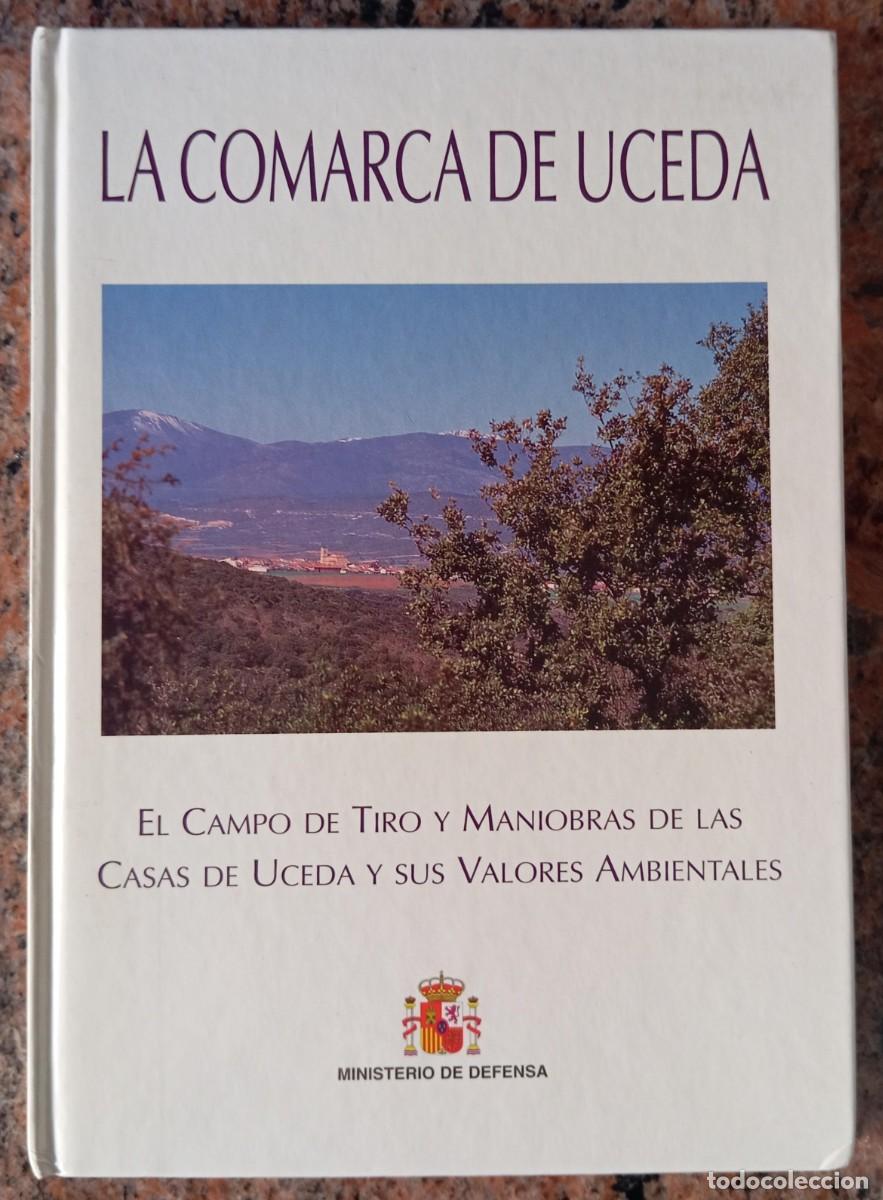 LA COMARCA DE UCEDA
EL CAMPO DE TIRO Y MANIOBRAS DE LAS
CASAS DE UCEDA Y SUS VALORES AMBIENTALES
MINISTERIO DE DEFENSA
todocoleccion